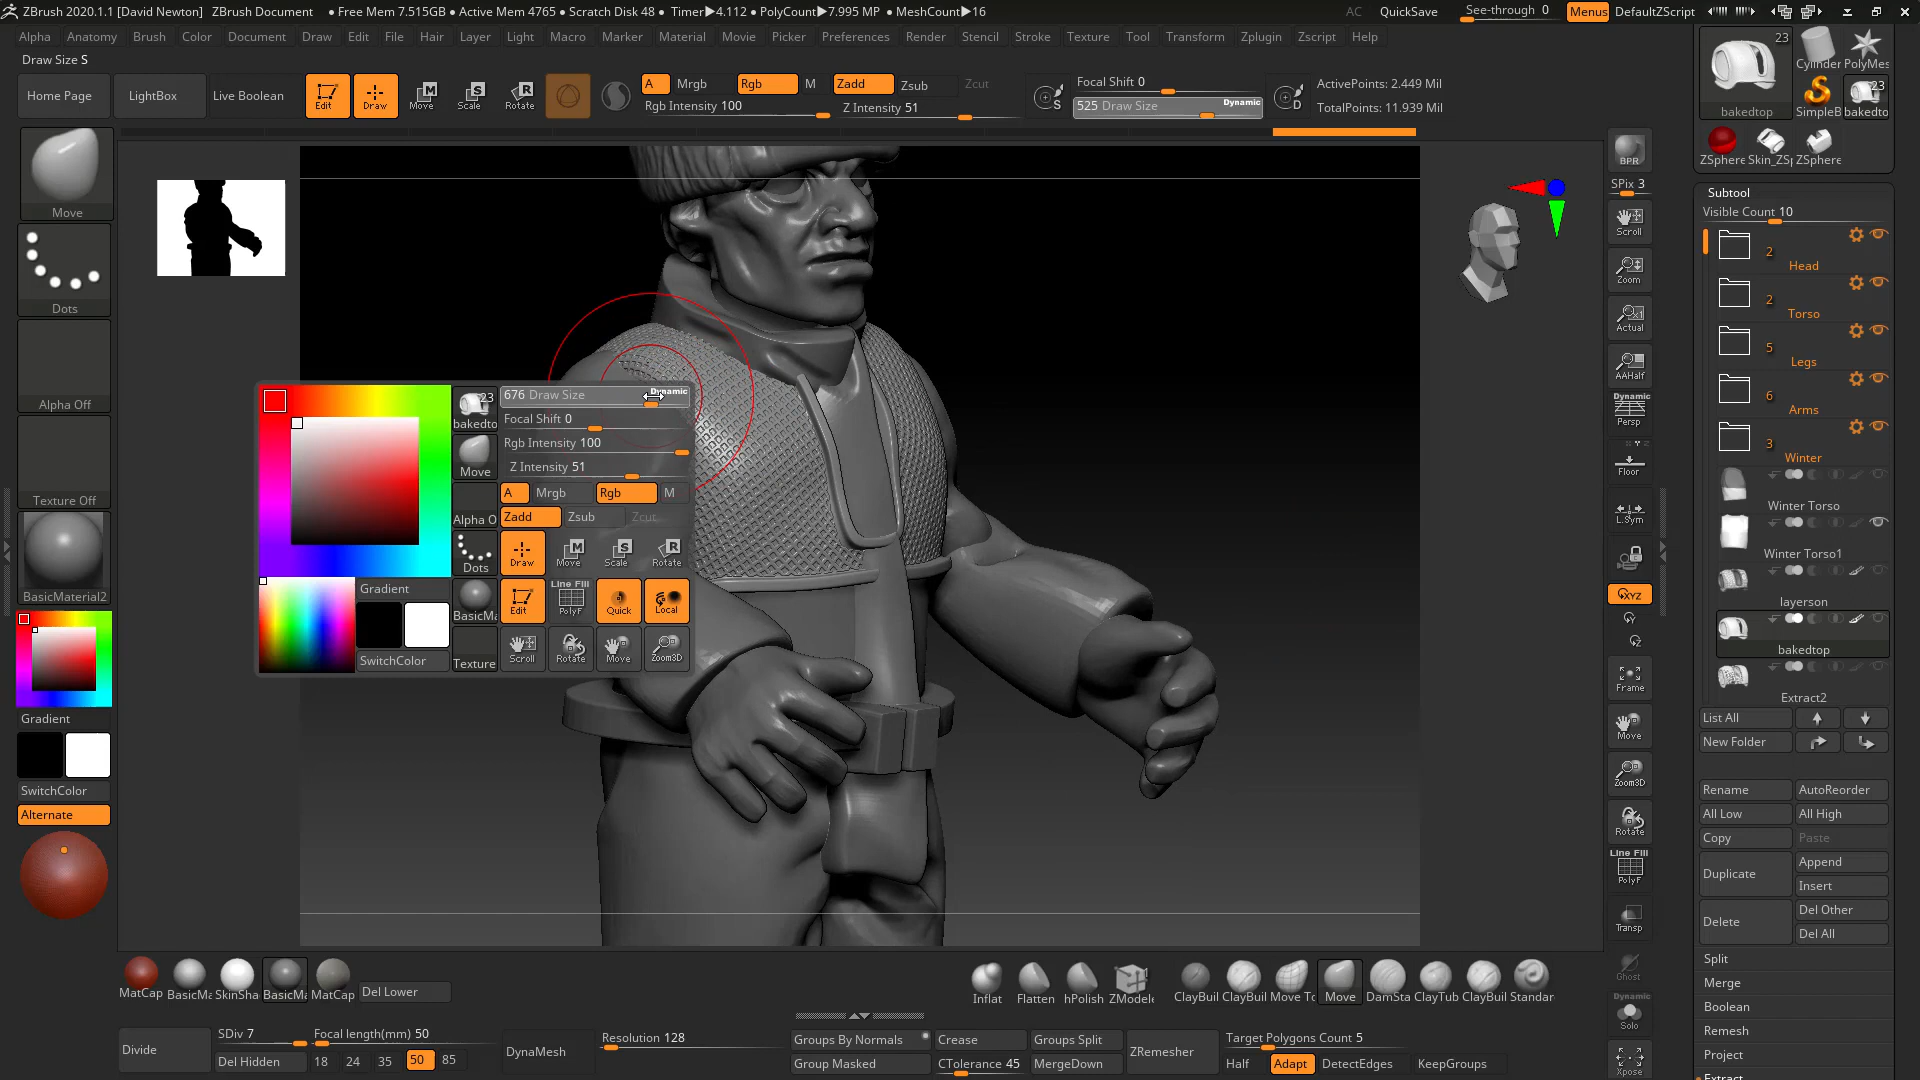 ZBrush 2020.1.1 [David Newton] ZBrush Document • Free Mem 7.515GB • Active Mem 4765 • Scratch Disk 48 • Timer▶4.112 • PolyCount▶7.995 MP • MeshCount▶16 AC QuickSave See-through 0 Menus DefaultZScript
Alpha Anatomy Brush Color Document Draw Edit File Hair Layer Light Macro Marker Material Movie Picker Preferences Render Stencil Stroke Texture Tool Transform Zplugin Zscript Help
Draw Size S
Home Page LightBox Live Boolean Edit Draw Move Scale Rotate
A Mrgb Rgb M Zadd Zsub Zcut
Rgb Intensity 100 Z Intensity 51
Focal Shift 0
525 Draw Size Dynamic
ActivePoints: 2.449 Mil
TotalPoints: 11.939 Mil
23
bakedtop
Cylinder PolyMes
SimpleB
23
bakedto
ZSphere Skin_ZSp ZSphere
Move
Dots
Alpha Off
Texture Off
BasicMaterial2
Gradient
SwitchColor
Alternate
23
bakedto
Move
Alpha O
Dots
BasicMa
Texture
676 Draw Size Dynamic
Focal Shift 0
Rgb Intensity 100
Z Intensity 51
A Mrgb Rgb M
Zadd Zsub Zcut
Draw Move Scale Rotate
Line Fill
Edit PolyF Quick Local
Scroll Rotate Move Zoom3D
Gradient
SwitchColor
BPR
SPix 3
Scroll
Zoom
Actual
AAHalf
Dynamic
Persp
Floor
L.Sym
XYZ
Frame
Move
Zoom3D
Rotate
Line Fill
PolyF
Transp
Ghost
Dynamic
Solo
Xpose
Subtool
Visible Count 10
2
Head
2
Torso
5
Legs
6
Arms
3
Winter
Winter Torso
Winter Torso1
layerson
bakedtop
Extract2
List All
New Folder
Rename AutoReorder
All Low All High
Copy Paste
Duplicate Append
Insert
Delete Del Other
Del All
Split
Merge
Boolean
Remesh
Project
Extract
MatCap BasicMa SkinSha BasicMa MatCap Del Lower
Inflat Flatten hPolish ZModele ClayBuil ClayBuil Move To Move DamSta ClayTub ClayBuil Standar
Divide SDiv 7 Focal length(mm) 50
Del Hidden 18 24 35 50 85
DynaMesh Resolution 128
Groups By Normals Crease Groups Split
Group Masked CTolerance 45 MergeDown
ZRemesher Target Polygons Count 5
Half Adapt DetectEdges KeepGroups